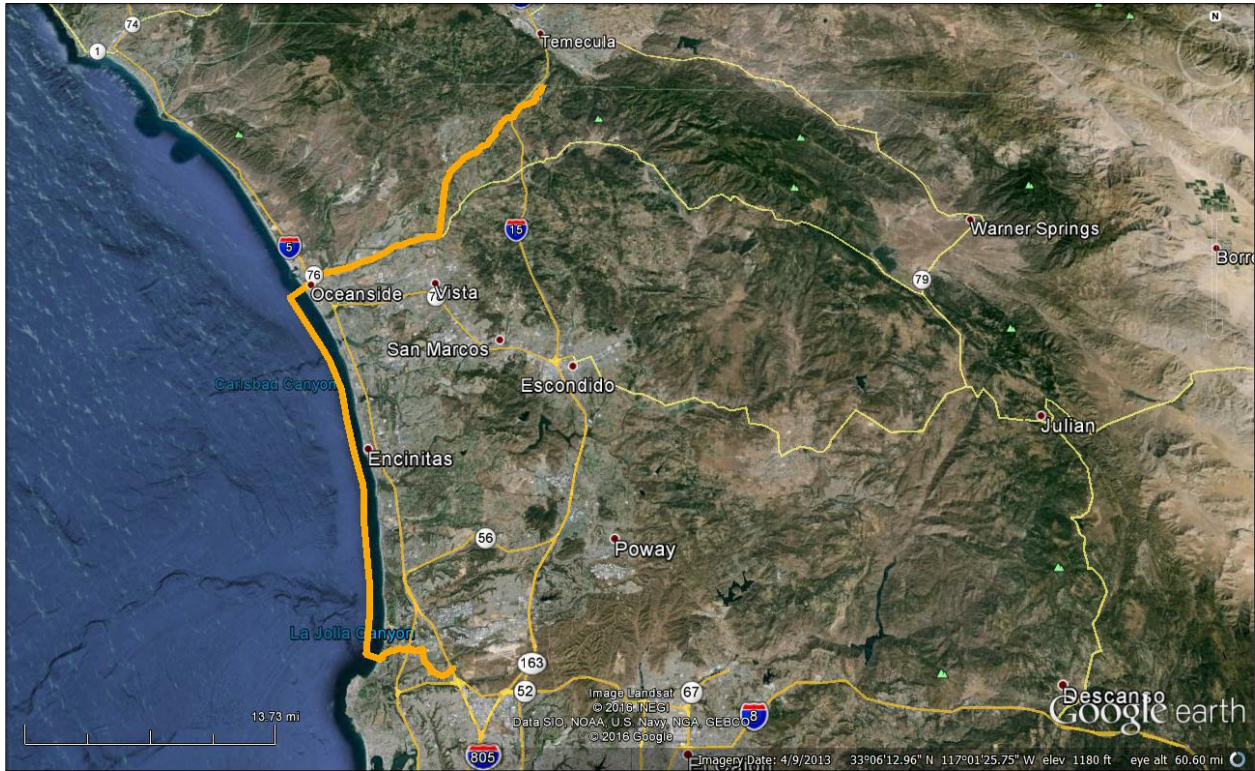 74
1
N
Temecula
5
15
Warner Springs
79
76
Oceanside
Vista
San Marcos
Carlsbad Canyon
Escondido
Julian
Encinitas
56
Poway
La Jolla Canyon
163
52
67
8
805
Descanso
Google earth
13.73 mi
Image Landsat
© 2016 INEGI
Data SIO, NOAA, U.S. Navy, NGA, GEBCO
© 2016 Google
Imagery Date: 4/9/2013 33°06'12.96" N 117°01'25.75" W elev 1180 ft eye alt 60.60 mi